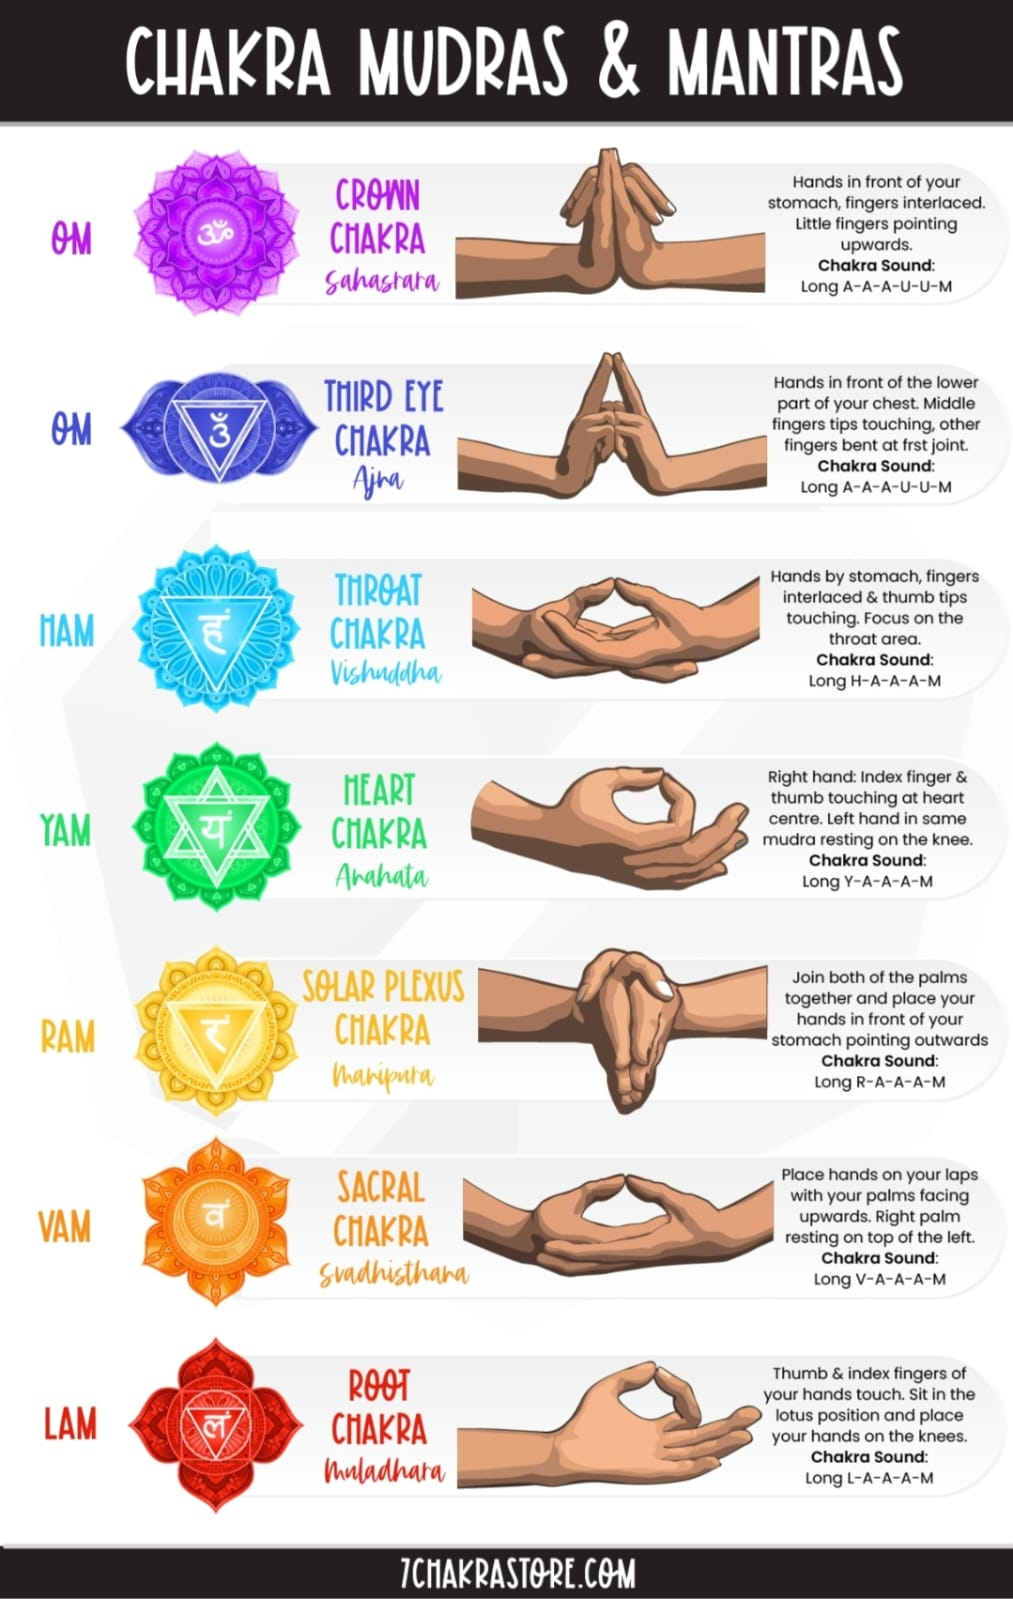 CHAKRA MUDRAS & MANTRAS
OM
ॐ
CROWN
CHAKRA
Sahasrara
Hands in front of your
stomach, fingers interlaced.
Little fingers pointing
upwards.
Chakra Sound:
Long A-A-A-U-U-M
OM
ॐ
THIRD EYE
CHAKRA
Ajna
Hands in front of the lower
part of your chest. Middle
fingers tips touching, other
fingers bent at frst joint.
Chakra Sound:
Long A-A-A-U-U-M
HAM
हं
THROAT
CHAKRA
Vishuddha
Hands by stomach, fingers
interlaced & thumb tips
touching. Focus on the
throat area.
Chakra Sound:
Long H-A-A-A-M
YAM
यं
HEART
CHAKRA
Anahata
Right hand: Index finger &
thumb touching at heart
centre. Left hand in same
mudra resting on the knee.
Chakra Sound:
Long Y-A-A-A-M
RAM
रं
SOLAR PLEXUS
CHAKRA
Manipura
Join both of the palms
together and place your
hands in front of your
stomach pointing outwards
Chakra Sound:
Long R-A-A-A-M
VAM
वं
SACRAL
CHAKRA
Svadhisthana
Place hands on your laps
with your palms facing
upwards. Right palm
resting on top of the left.
Chakra Sound:
Long V-A-A-A-M
LAM
लं
ROOT
CHAKRA
Muladhara
Thumb & index fingers of
your hands touch. Sit in the
lotus position and place
your hands on the knees.
Chakra Sound:
Long L-A-A-A-M
7CHAKRASTORE.COM